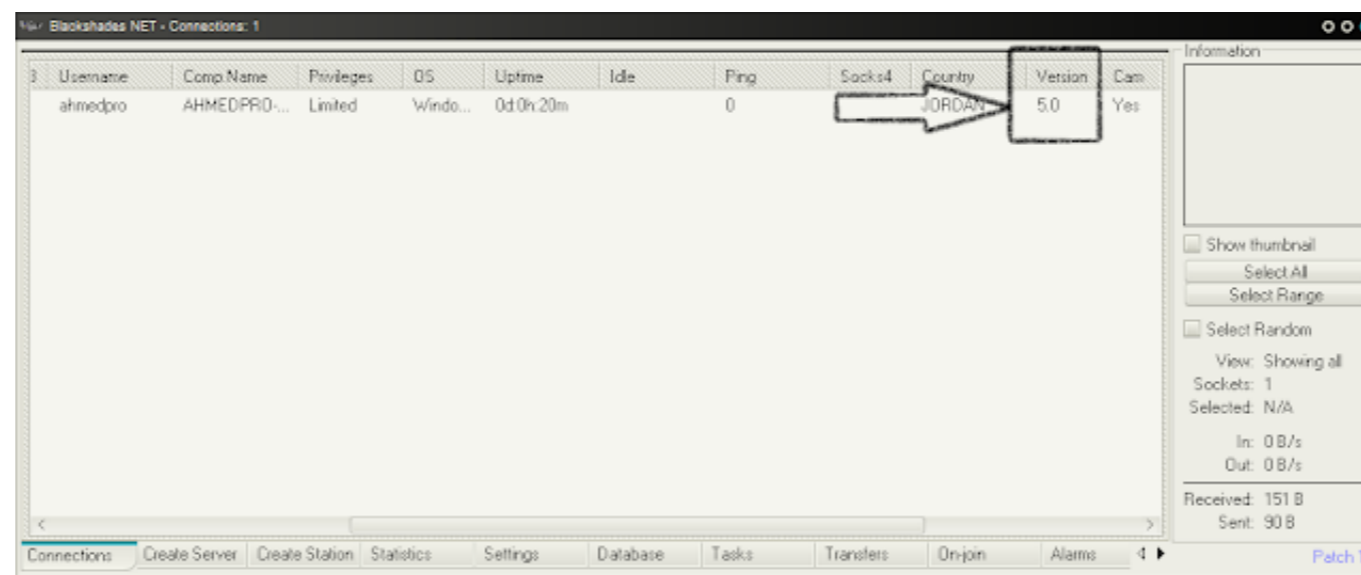 Blackshades NET - Connections: 1
Information
Username Comp.Name Privileges OS Uptime Idle Ping Socks4 Country Version Cam
ahmedpro AHMEDPRO-... Limited Windo... 0d:0h:20m 0 JORDAN 5.0 Yes
Show thumbnail
Select All
Select Range
Select Random
View: Showing all
Sockets: 1
Selected: N/A
In: 0 B/s
Out: 0 B/s
Received: 151 B
Sent: 90 B
Connections Create Server Create Station Statistics Settings Database Tasks Transfers On-join Alarms
Patch